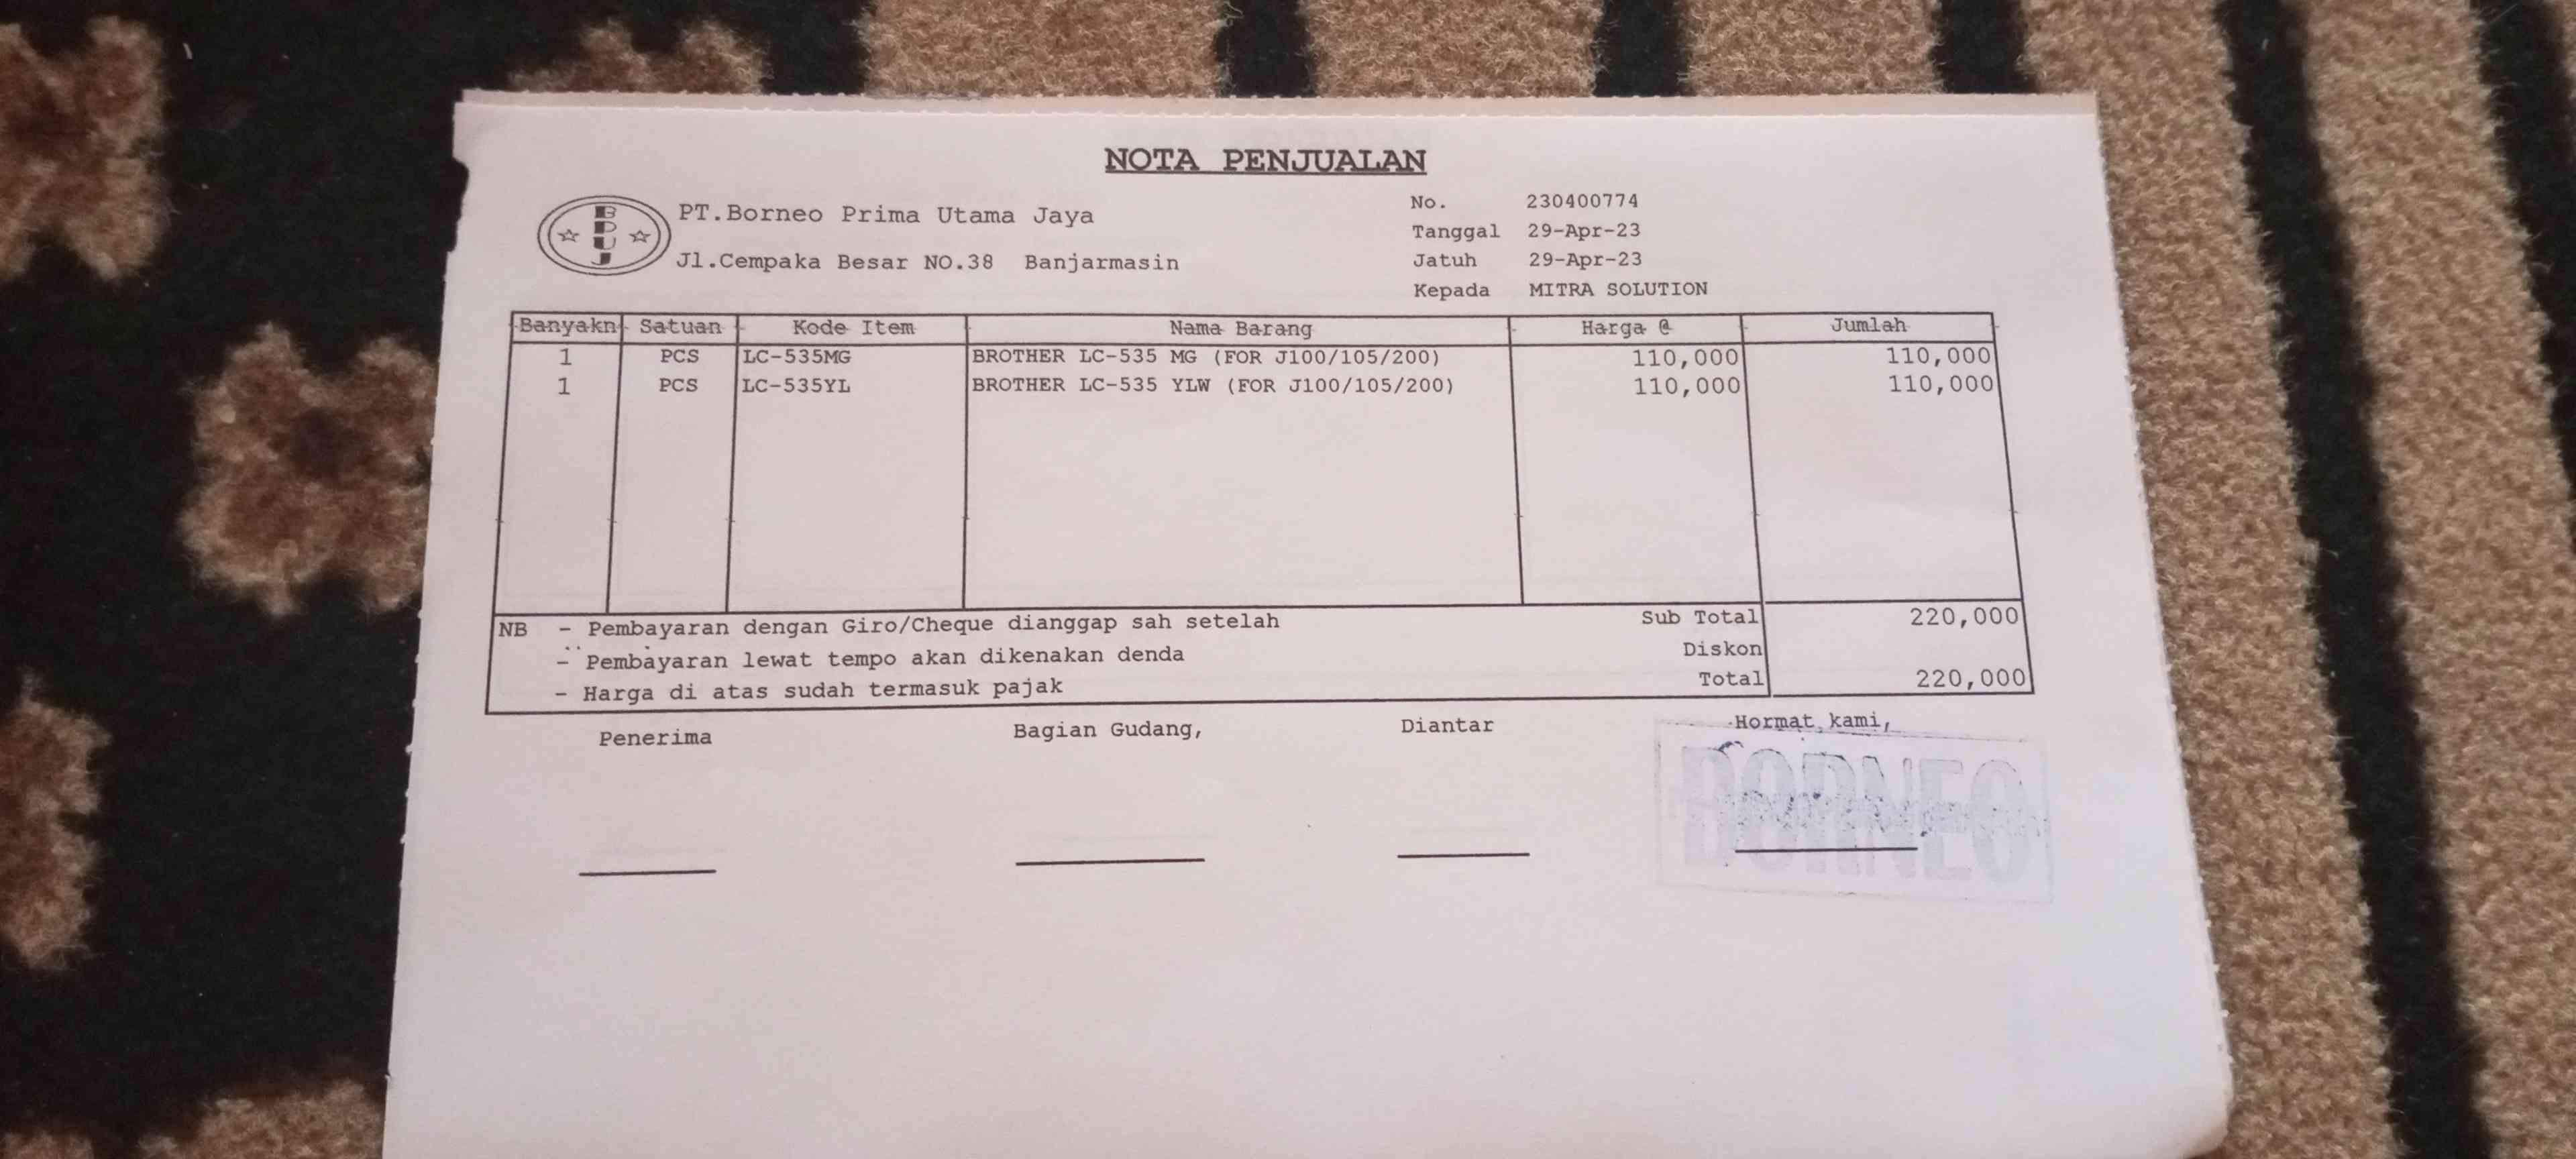 NOTA PENJUALAN
BPUJ
PT.Borneo Prima Utama Jaya
Jl.Cempaka Besar NO.38 Banjarmasin
No. 230400774
Tanggal 29-Apr-23
Jatuh 29-Apr-23
Kepada MITRA SOLUTION
Banyakn Satuan Kode Item Nama Barang Harga @ Jumlah
1 PCS LC-535MG BROTHER LC-535 MG (FOR J100/105/200) 110,000 110,000
1 PCS LC-535YL BROTHER LC-535 YLW (FOR J100/105/200) 110,000 110,000
NB - Pembayaran dengan Giro/Cheque dianggap sah setelah
- Pembayaran lewat tempo akan dikenakan denda
- Harga di atas sudah termasuk pajak
Sub Total 220,000
Diskon
Total 220,000
Penerima Bagian Gudang, Diantar Hormat kami,
BORNEO